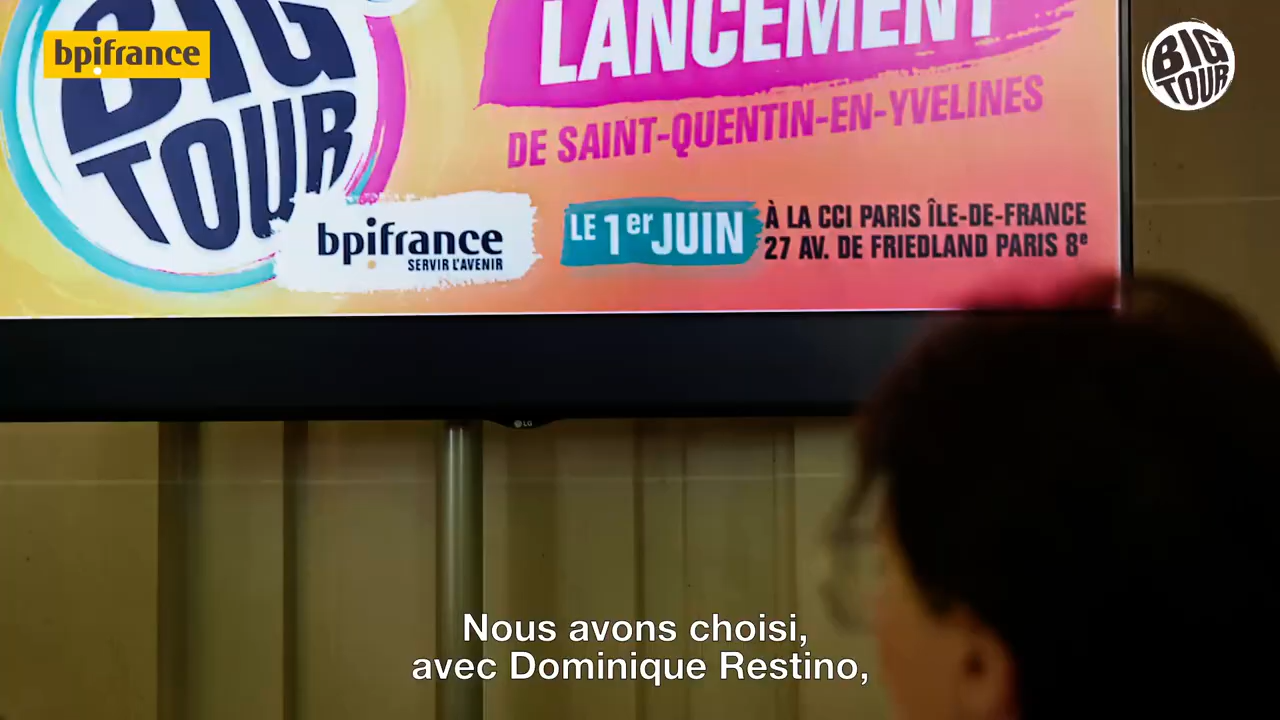 bpifrance
BIG
TOUR
BIG
TOUR
LANCEMENT
DE SAINT-QUENTIN-EN-YVELINES
bpifrance
SERVIR L'AVENIR
LE 1er JUIN
À LA CCI PARIS ÎLE-DE-FRANCE
27 AV. DE FRIEDLAND PARIS 8e
LG
Nous avons choisi,
avec Dominique Restino,